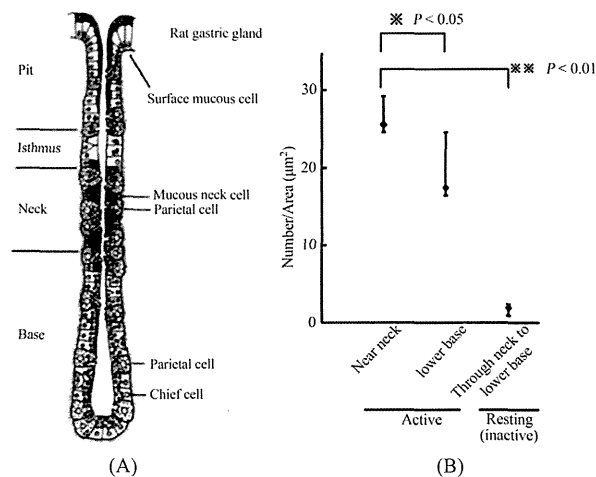 Rat gastric gland
Pit
Surface mucous cell
Isthmus
Mucous neck cell
Neck
Parietal cell
Base
Parietal cell
Chief cell
(A)
※ P < 0.05
※※ P < 0.01
Number/Area (μm²)
30
20
10
0
Near neck
lower base
Through neck to
lower base
Active
Resting
(inactive)
(B)